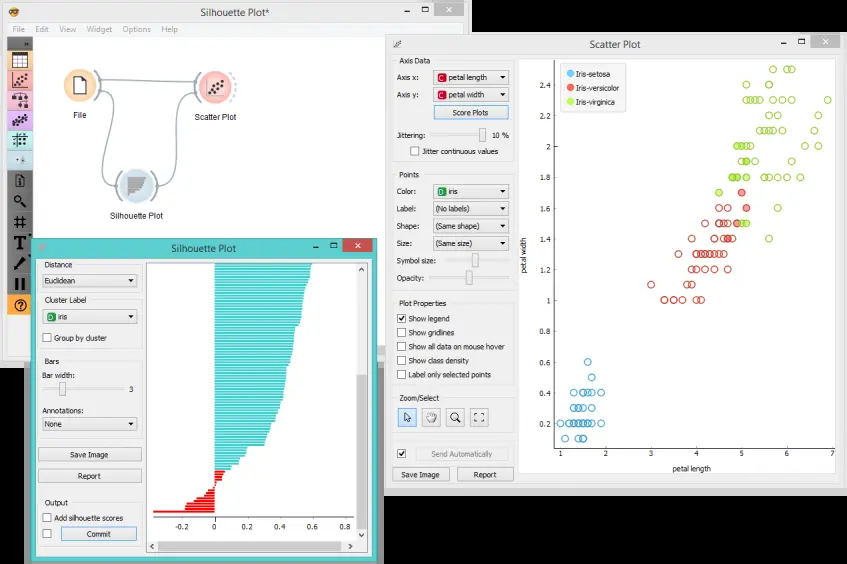 Silhouette Plot*
File Edit View Widget Options Help
File
Scatter Plot
Silhouette Plot
Silhouette Plot
Distance
Euclidean
Cluster Label
D iris
Group by cluster
Bars
Bar width:
3
Annotations:
None
Save Image
Report
Output
Add silhouette scores
Commit
-0.2 0 0.2 0.4 0.6 0.8
Scatter Plot
Axis Data
Axis x: C petal length
Axis y: C petal width
Score Plots
Jittering: 10 %
Jitter continuous values
Points
Color: D iris
Label: (No labels)
Shape: (Same shape)
Size: (Same size)
Symbol size:
Opacity:
Plot Properties
Show legend
Show gridlines
Show all data on mouse hover
Show class density
Label only selected points
Zoom/Select
Send Automatically
Save Image Report
Iris-setosa
Iris-versicolor
Iris-virginica
2.4
2.2
2
1.8
1.6
1.4
1.2
1
0.8
0.6
0.4
0.2
petal width
1 2 3 4 5 6 7
petal length